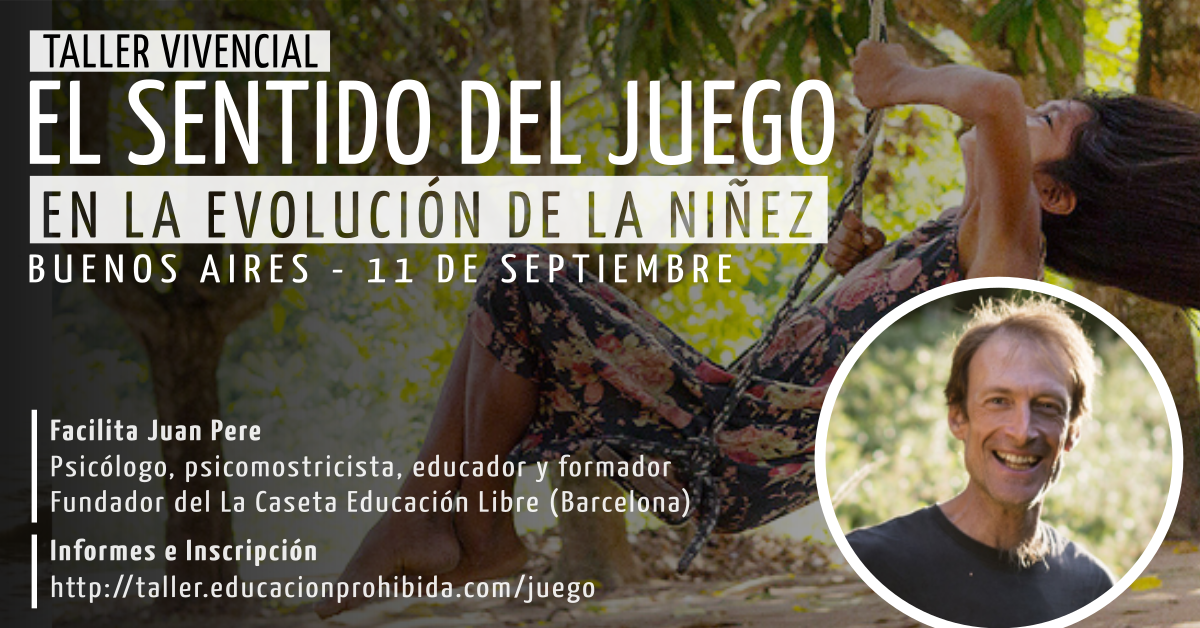 TALLER VIVENCIAL
EL SENTIDO DEL JUEGO
EN LA EVOLUCIÓN DE LA NIÑEZ
BUENOS AIRES - 11 DE SEPTIEMBRE
Facilita Juan Pere
Psicólogo, psicomostricista, educador y formador
Fundador del La Caseta Educación Libre (Barcelona)
Informes e Inscripción
http://taller.educacionprohibida.com/juego